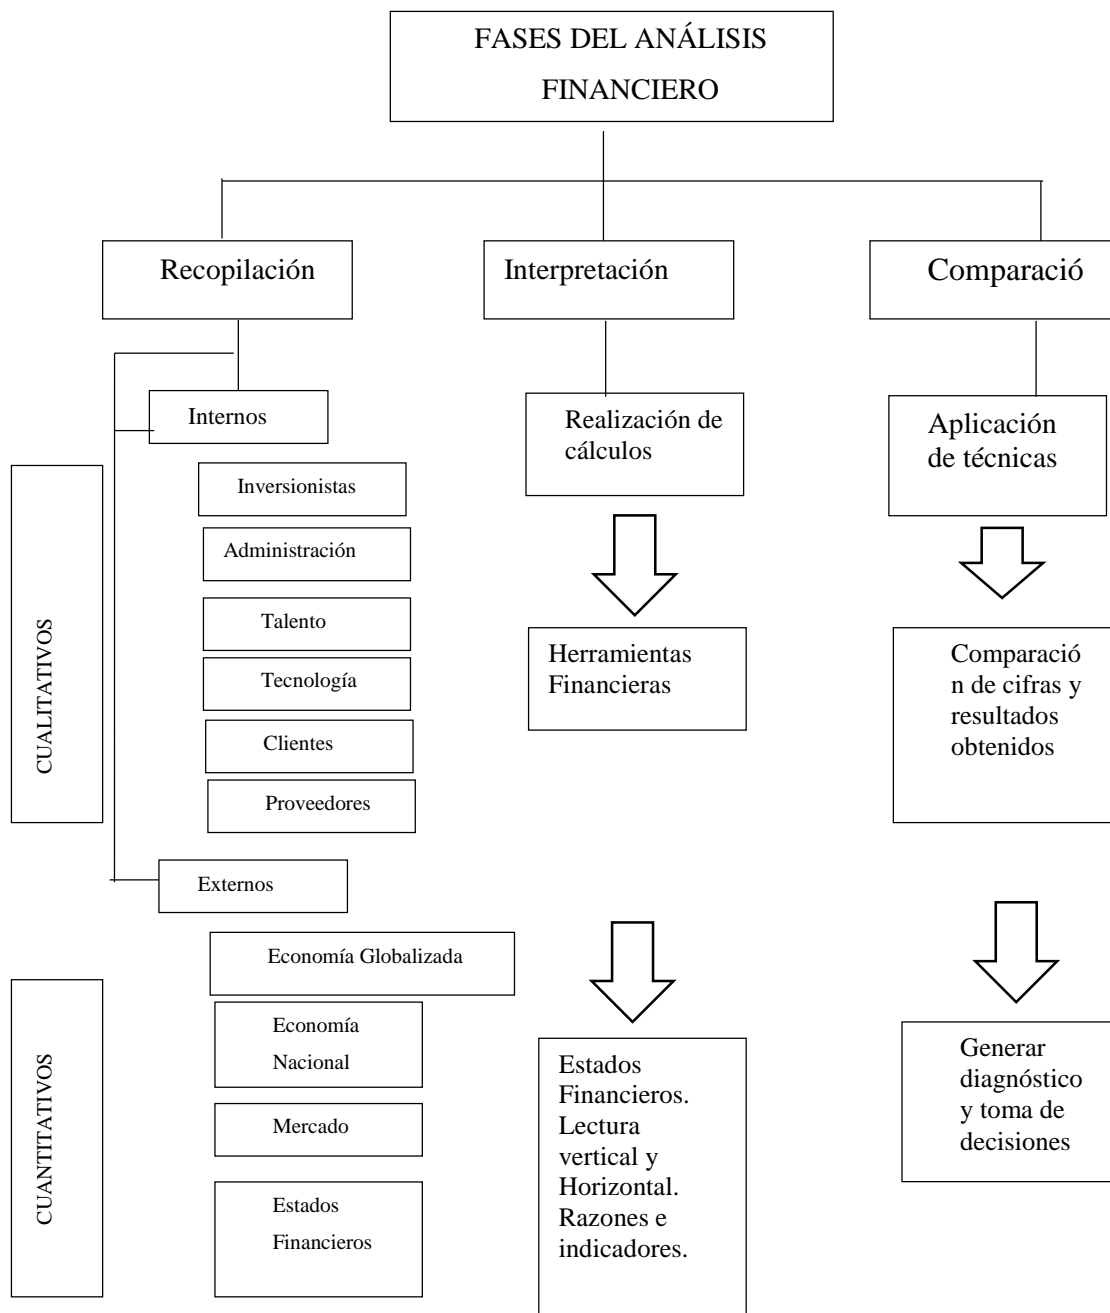 FASES DEL ANÁLISIS
FINANCIERO
Recopilación
Interpretación
Comparació
Internos
Realización de
cálculos
Aplicación
de técnicas
CUALITATIVOS
Inversionistas
Administración
Talento
Tecnología
Clientes
Proveedores
Herramientas
Financieras
Comparació
n de cifras y
resultados
obtenidos
Externos
CUANTITATIVOS
Economía Globalizada
Economía
Nacional
Mercado
Estados
Financieros
Estados
Financieros.
Lectura
vertical y
Horizontal.
Razones e
indicadores.
Generar
diagnóstico
y toma de
decisiones